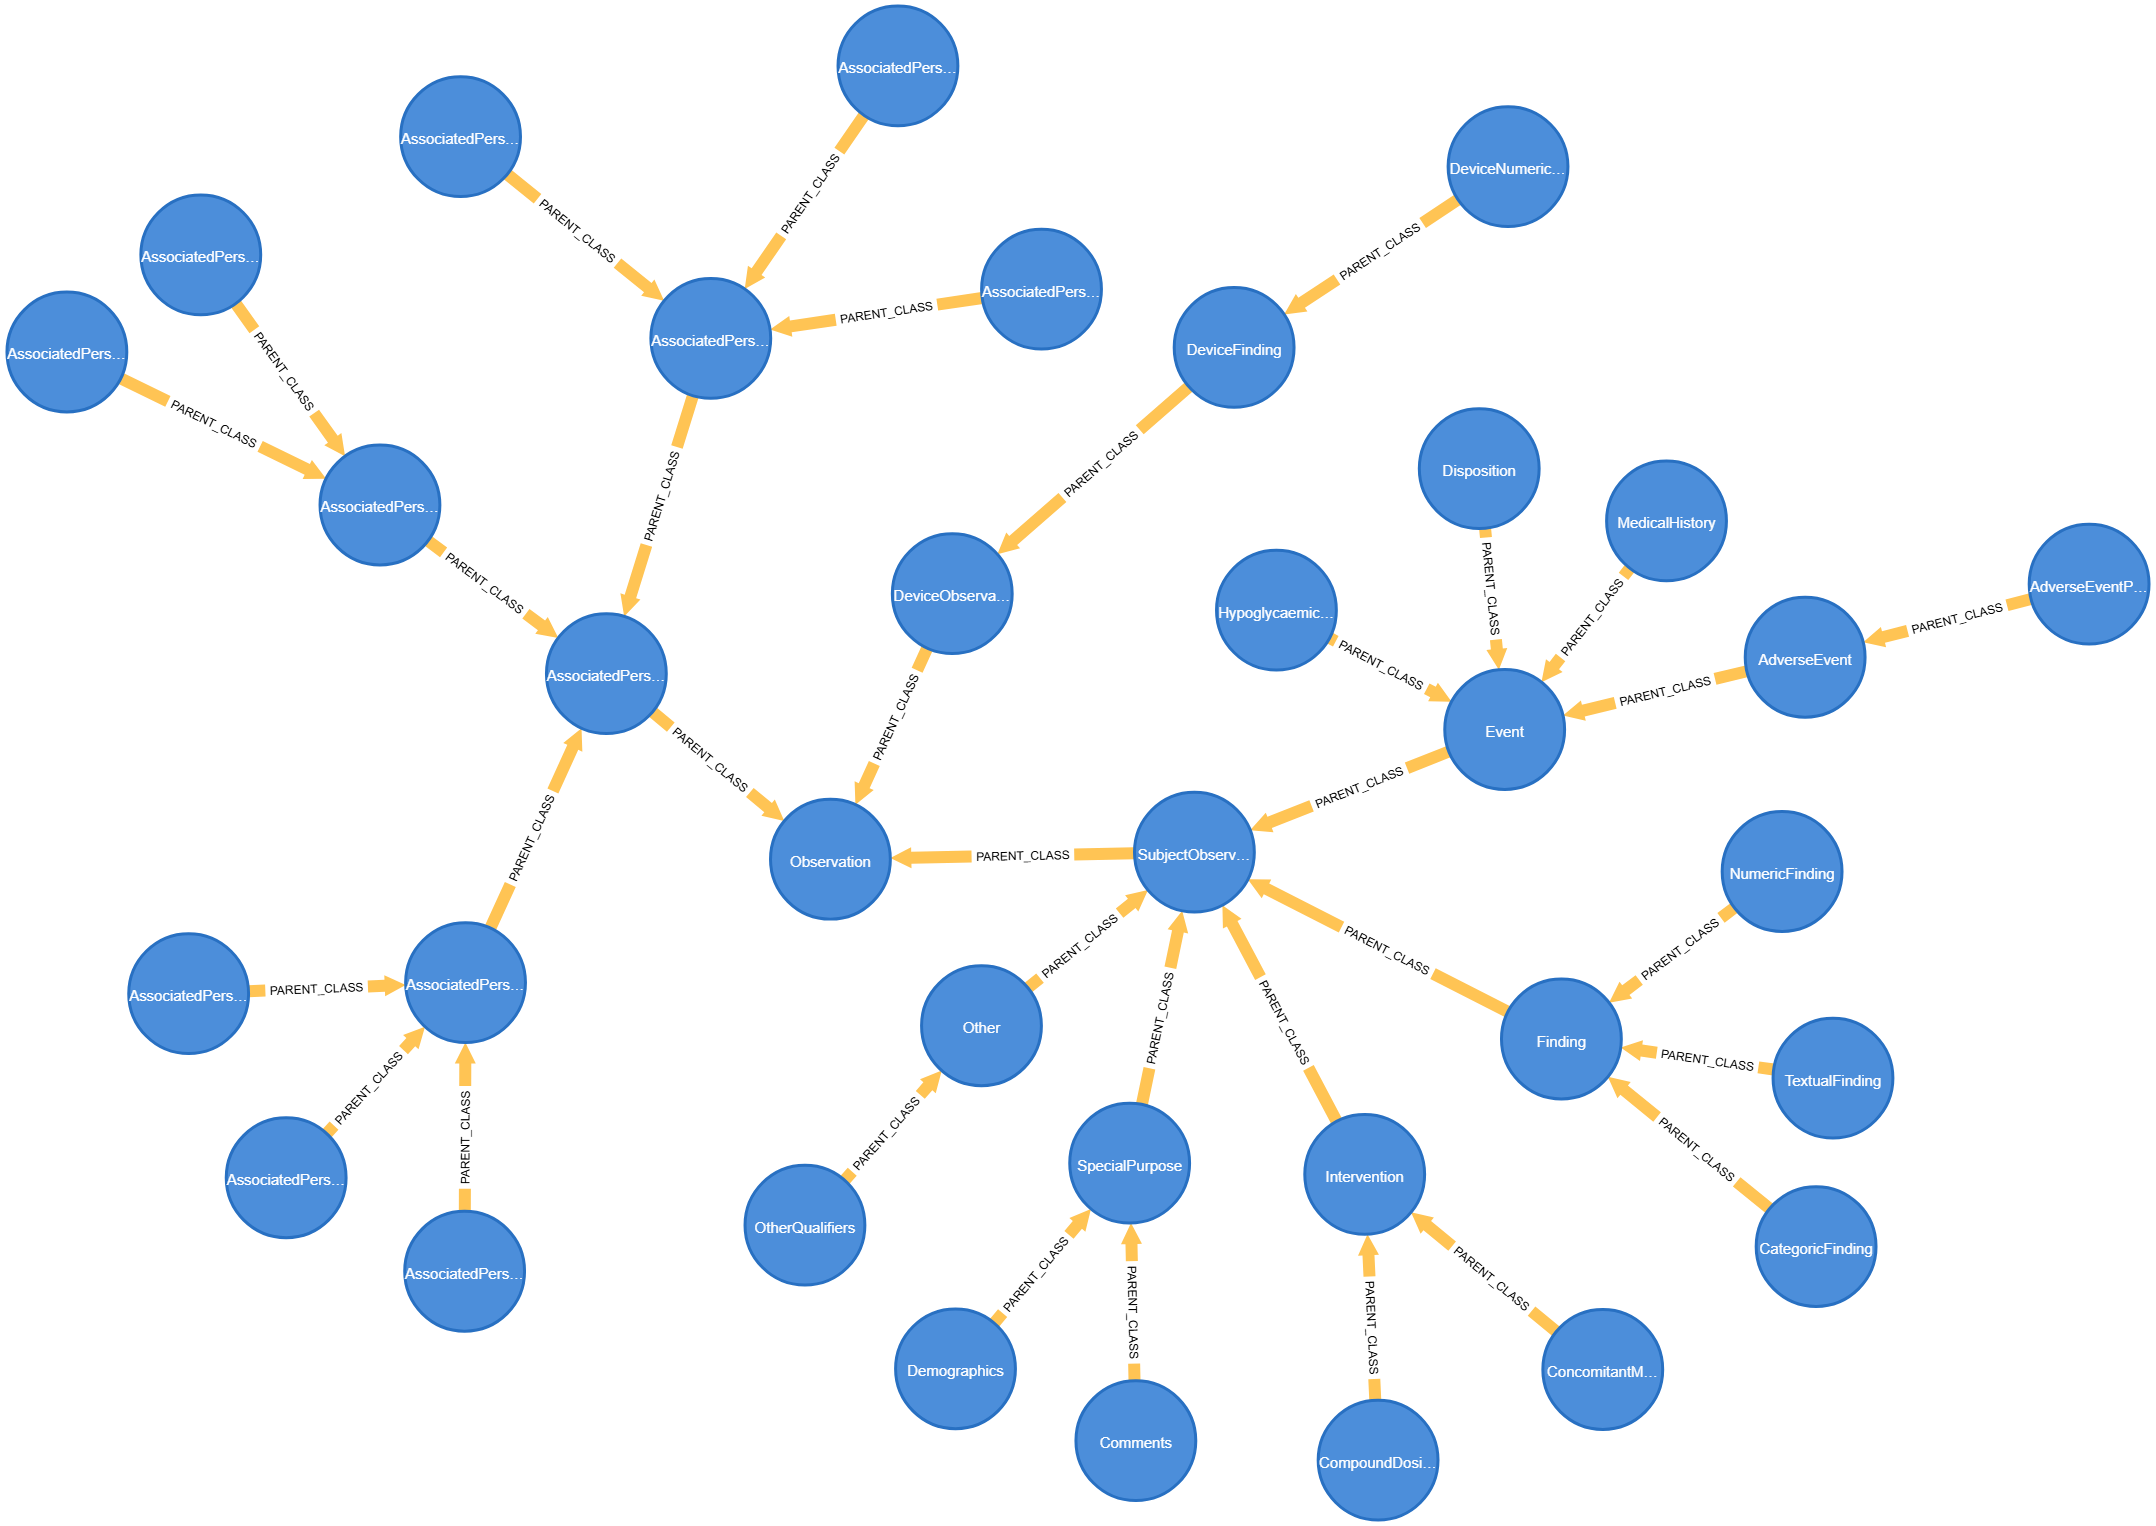 AssociatedPers...
AssociatedPers...
PARENT_CLASS
PARENT_CLASS
DeviceNumeric...
AssociatedPers...
PARENT_CLASS
AssociatedPers...
PARENT_CLASS
AssociatedPers...
AssociatedPers...
DeviceFinding
AssociatedPers...
PARENT_CLASS
PARENT_CLASS
AssociatedPers...
PARENT_CLASS
PARENT_CLASS
Disposition
MedicalHistory
PARENT_CLASS
PARENT_CLASS
PARENT_CLASS
AdverseEventP...
DeviceObserva...
Hypoglycaemic...
PARENT_CLASS
PARENT_CLASS
AssociatedPers...
AdverseEvent
PARENT_CLASS
PARENT_CLASS
PARENT_CLASS
Event
PARENT_CLASS
PARENT_CLASS
PARENT_CLASS
Observation
PARENT_CLASS
SubjectObserv...
NumericFinding
PARENT_CLASS
PARENT_CLASS
PARENT_CLASS
AssociatedPers...
PARENT_CLASS
AssociatedPers...
PARENT_CLASS
PARENT_CLASS
PARENT_CLASS
Other
Finding
PARENT_CLASS
TextualFinding
PARENT_CLASS
PARENT_CLASS
PARENT_CLASS
PARENT_CLASS
AssociatedPers...
SpecialPurpose
Intervention
OtherQualifiers
CategoricFinding
AssociatedPers...
PARENT_CLASS
PARENT_CLASS
PARENT_CLASS
PARENT_CLASS
Demographics
ConcomitantM...
Comments
CompoundDosi...